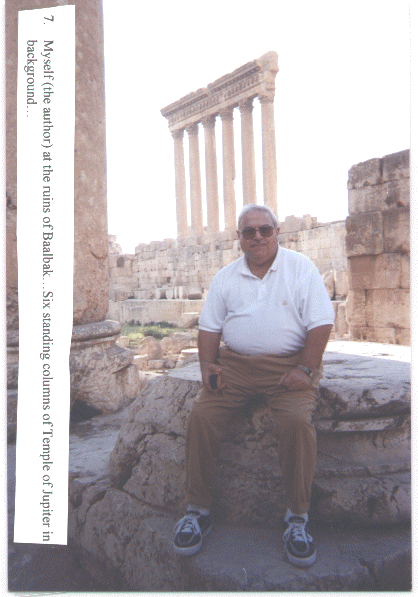 7. Myself (the author) at the ruins of Baalbak…Six standing columns of Temple of Jupiter in
background…